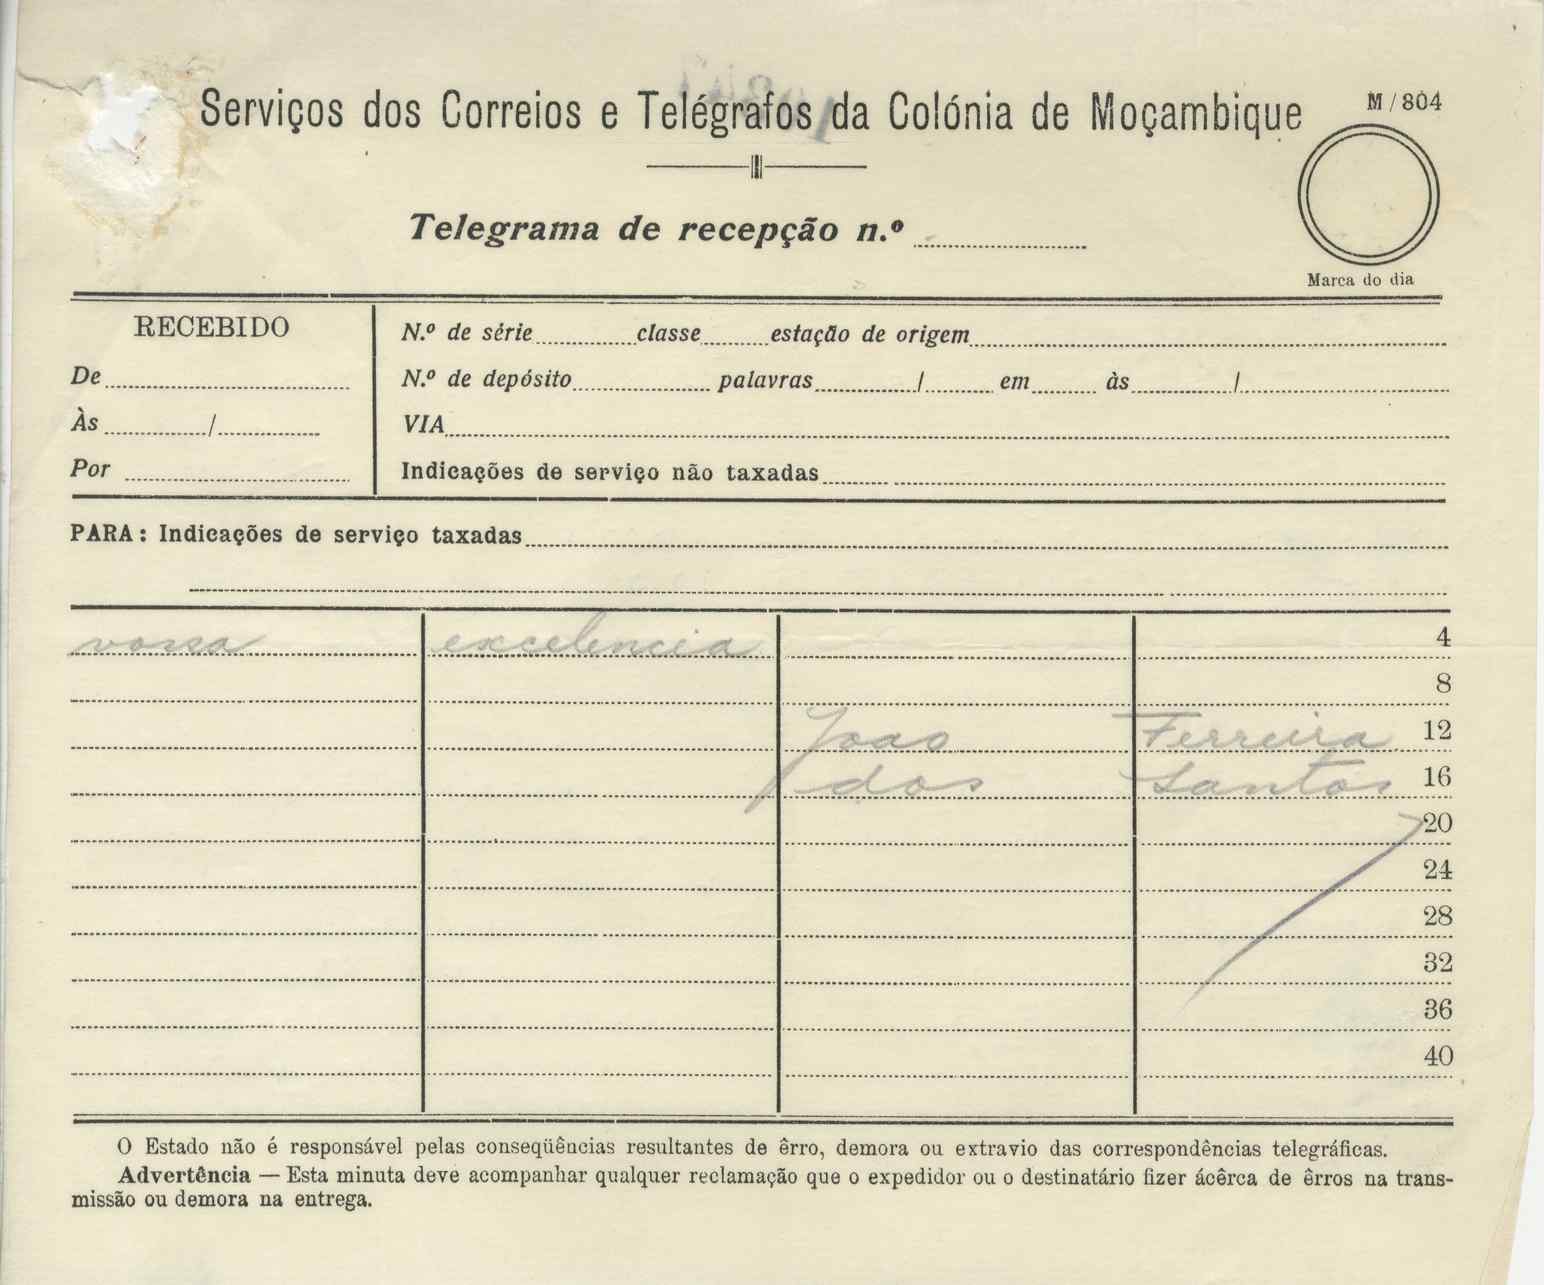 Serviços dos Correios e Telégrafos da Colónia de Moçambique
M/804
Telegrama de recepção n.º
Marca do dia
RECEBIDO
De
Às /
Por
N.º de série classe estação de origem
N.º de depósito palavras / em às /
VIA
Indicações de serviço não taxadas
PARA: Indicações de serviço taxadas
vossa excelencia 4
8
Joao Ferreira 12
dos Santos 16
20
24
28
32
36
40
O Estado não é responsável pelas conseqüências resultantes de êrro, demora ou extravio das correspondências telegráficas.
Advertência — Esta minuta deve acompanhar qualquer reclamação que o expedidor ou o destinatário fizer ácêrca de êrros na trans-
missão ou demora na entrega.